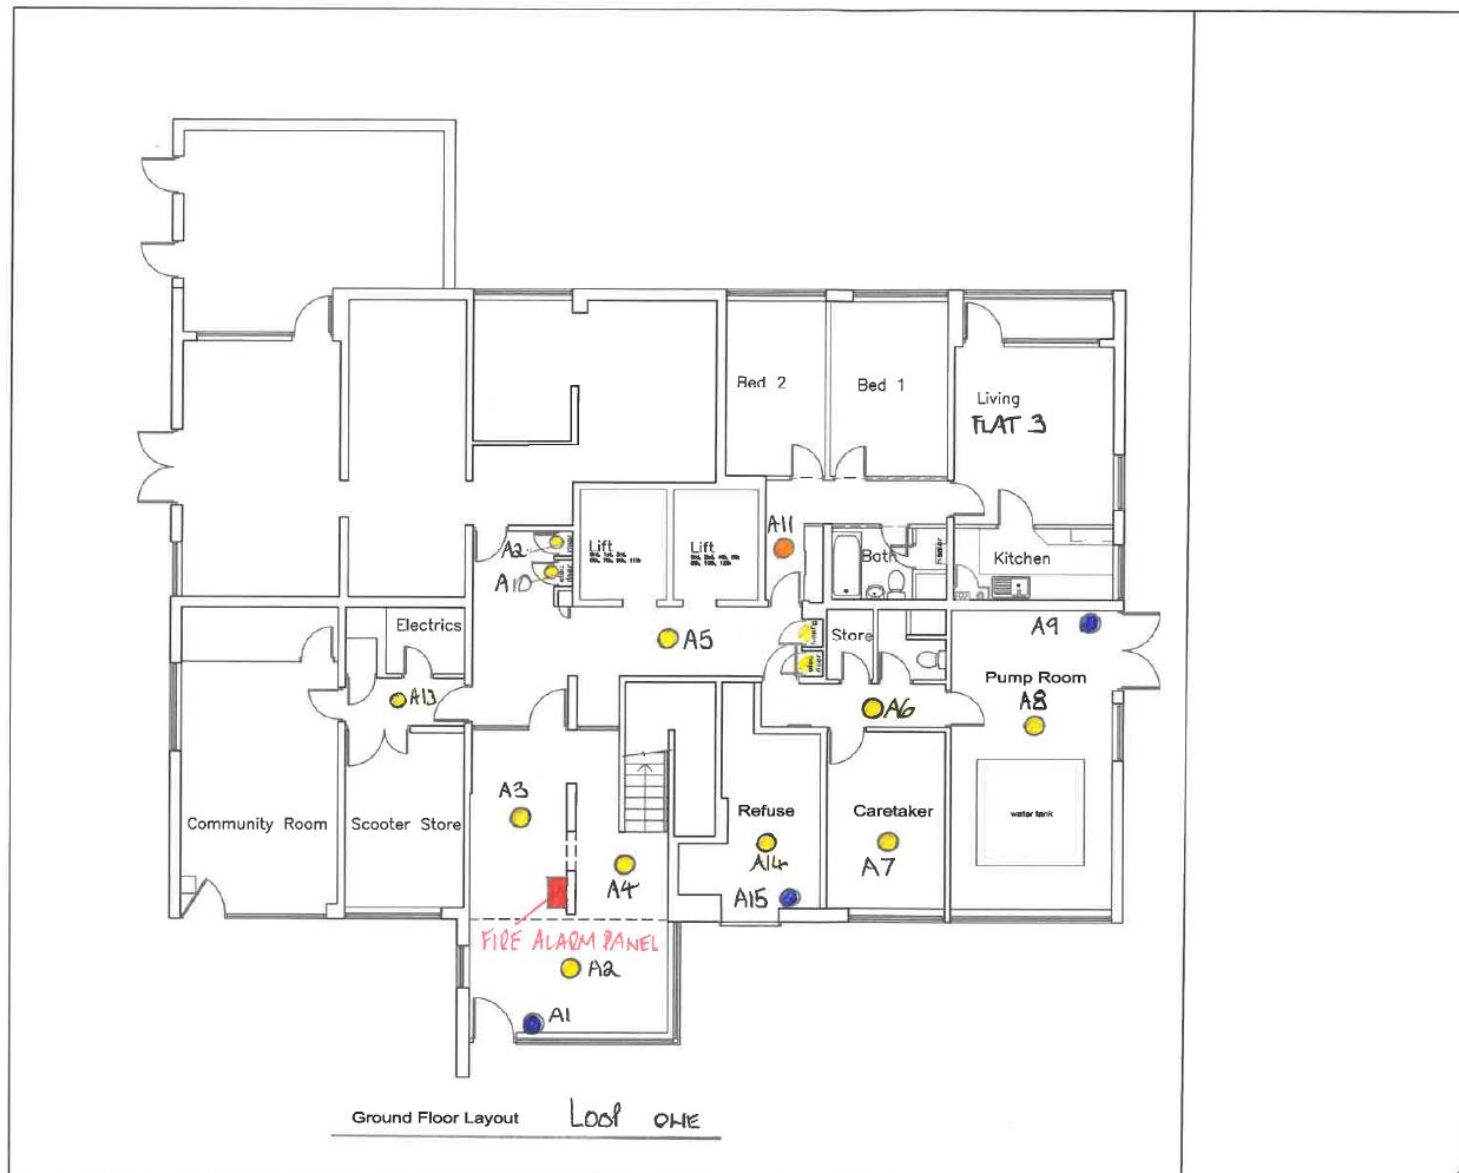 Bed 2
Bed 1
Living
FLAT 3
A11
A2
A10
Lift
Lift
Bath
Kitchen
Electrics
A5
Store
A9
A13
A6
Pump Room
A8
A3
Community Room
Scooter Store
Refuse
Caretaker
water tank
A4
A14
A7
A15
FIRE ALARM PANEL
A2
A1
Ground Floor Layout LOOP ONE